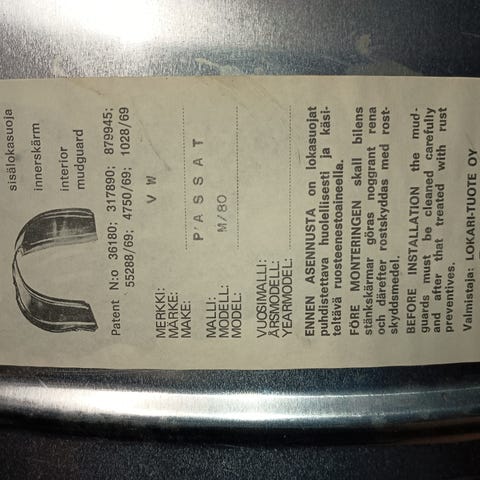 sisälokasuoja
innerskärm
interior
mudguard
Patent N:o 36180; 317890; 879945;
55288/69; 4750/69; 1028/69
MERKKI:
MÄRKE: V W
MAKE:
MALLI: P'ASSAT
MODELL: M/80
MODEL:
VUOSIMALLI:
ÅRSMODELL:
YEARMODEL:
ENNEN ASENNUSTA on lokasuojat
puhdistettava huolellisesti ja käsi-
teltävä ruosteenestoaineella.
FÖRE MONTERINGEN skall bilens
stänkskärmar göras noggrant rena
och därefter rostskyddas med rost-
skyddsmedel.
BEFORE INSTALLATION the mud-
guards must be cleaned carefully
and after that treated with rust
preventives.
Valmistaja: LOKARI-TUOTE OY